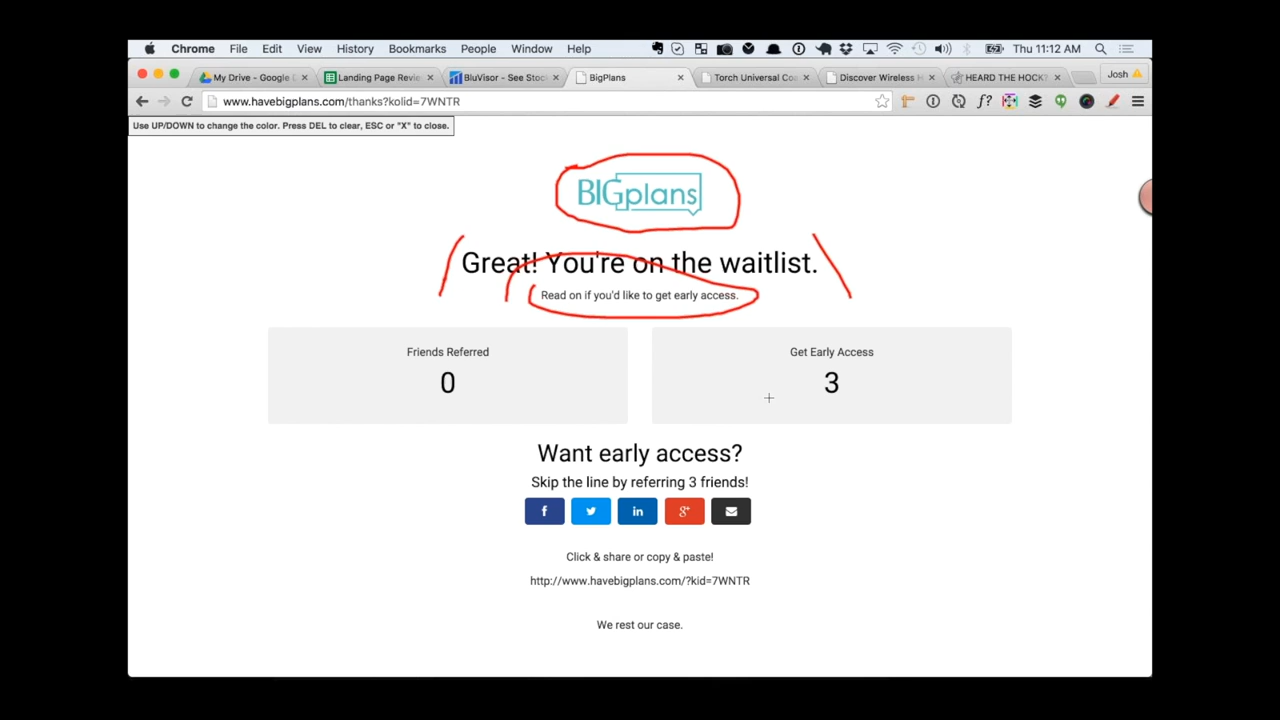 Chrome File Edit View History Bookmarks People Window Help Thu 11:12 AM
My Drive - Google D Landing Page Revie BluVisor - See Stoc BigPlans Torch Universal Co Discover Wireless H HEARD THE HOCK? Josh
www.havebigplans.com/thanks?kolid=7WNTR
Use UP/DOWN to change the color. Press DEL to clear, ESC or "X" to close.
BIGplans
Great! You're on the waitlist.
Read on if you'd like to get early access.
Friends Referred Get Early Access
0 3
Want early access?
Skip the line by referring 3 friends!
Click & share or copy & paste!
http://www.havebigplans.com/?kid=7WNTR
We rest our case.